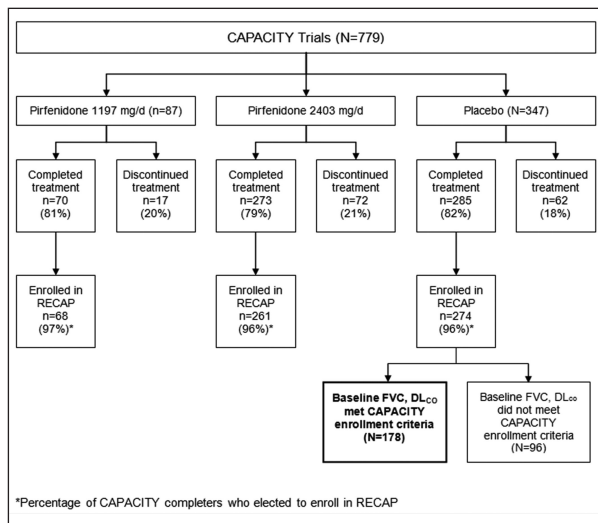 CAPACITY Trials (N=779)
Pirfenidone 1197 mg/d (n=87)
Pirfenidone 2403 mg/d
Placebo (N=347)
Completed
treatment
n=70
(81%)
Discontinued
treatment
n=17
(20%)
Completed
treatment
n=273
(79%)
Discontinued
treatment
n=72
(21%)
Completed
treatment
n=285
(82%)
Discontinued
treatment
n=62
(18%)
Enrolled in
RECAP
n=68
(97%)*
Enrolled in
RECAP
n=261
(96%)*
Enrolled in
RECAP
n=274
(96%)*
Baseline FVC, DLCO
met CAPACITY
enrollment criteria
(N=178)
Baseline FVC, DLco
did not meet
CAPACITY
enrollment criteria
(N=96)
*Percentage of CAPACITY completers who elected to enroll in RECAP